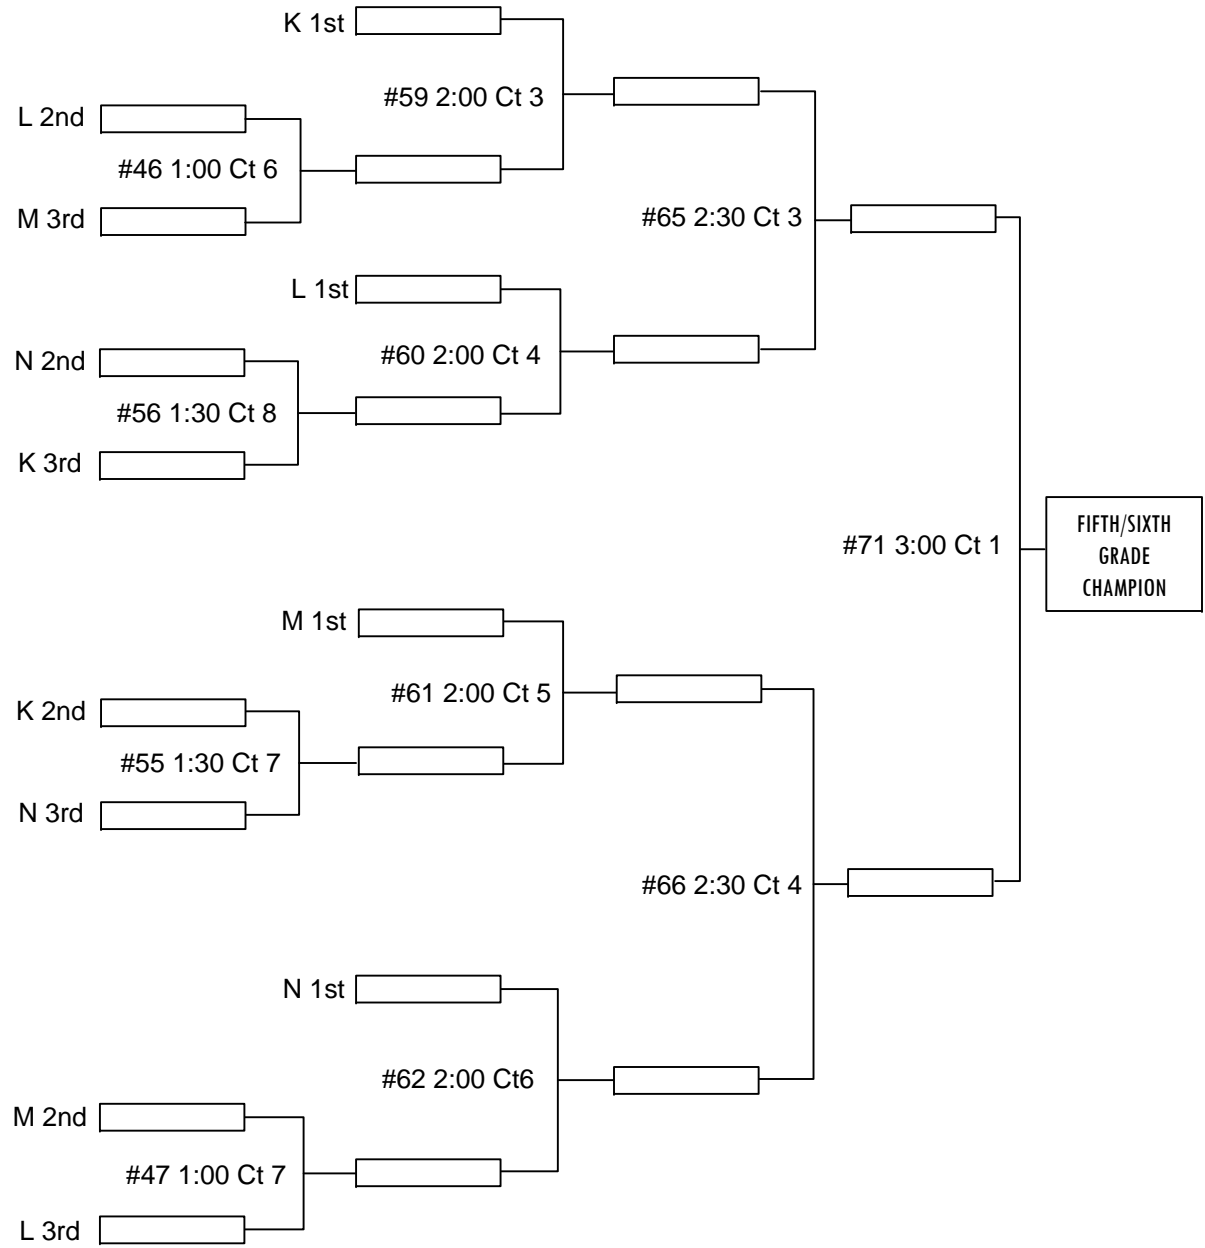 K 1st
#59 2:00 Ct 3
L 2nd
#46 1:00 Ct 6
M 3rd
#65 2:30 Ct 3
L 1st
N 2nd
#60 2:00 Ct 4
#56 1:30 Ct 8
K 3rd
#71 3:00 Ct 1
FIFTH/SIXTH
GRADE
CHAMPION
M 1st
K 2nd
#61 2:00 Ct 5
#55 1:30 Ct 7
N 3rd
#66 2:30 Ct 4
N 1st
#62 2:00 Ct6
M 2nd
#47 1:00 Ct 7
L 3rd